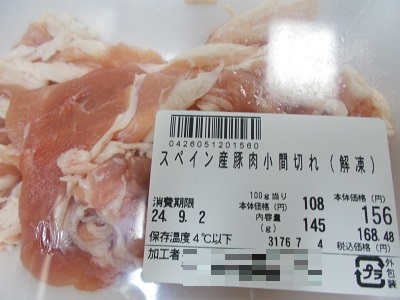 0426051201560
スペイン産豚肉小間切れ(解凍)
消費期限
24. 9. 2
100g当り
本体価格(円) 108
内容量
(g) 145
本体価格(円)
156
168.48
税込価格(円)
保存温度4℃以下 3176 7 4
加工者
プラ
外包装